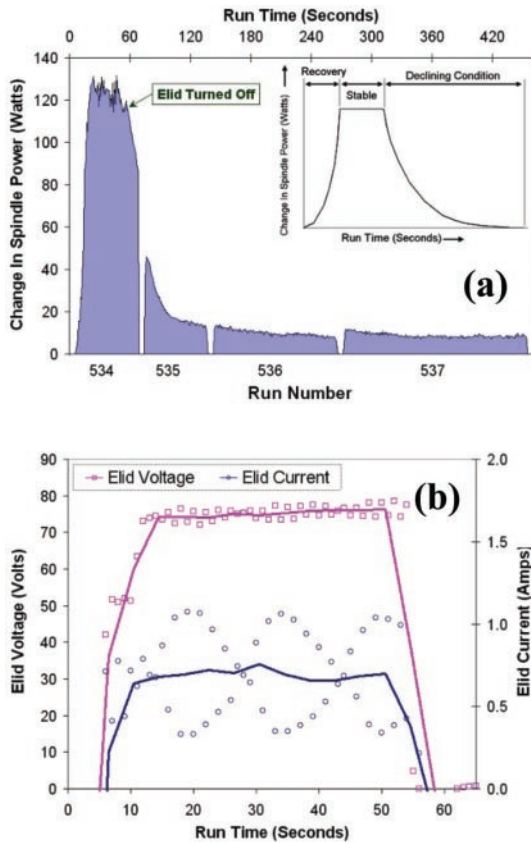 Run Time (Seconds)
0 60 120 180 240 300 360 420
Change In Spindle Power (Watts)
140
120
100
80
60
40
20
0
Elid Turned Off
Recovery
Stable
Declining Condition
Change In Spindle Power (Watts)
Run Time (Seconds)
(a)
534 535 536 537
Run Number
Elid Voltage Elid Current
(b)
Elid Voltage (Volts)
90
80
70
60
50
40
30
20
10
0
2.0
1.5
1.0
0.5
0.0
Elid Current (Amps)
0 10 20 30 40 50 60
Run Time (Seconds)